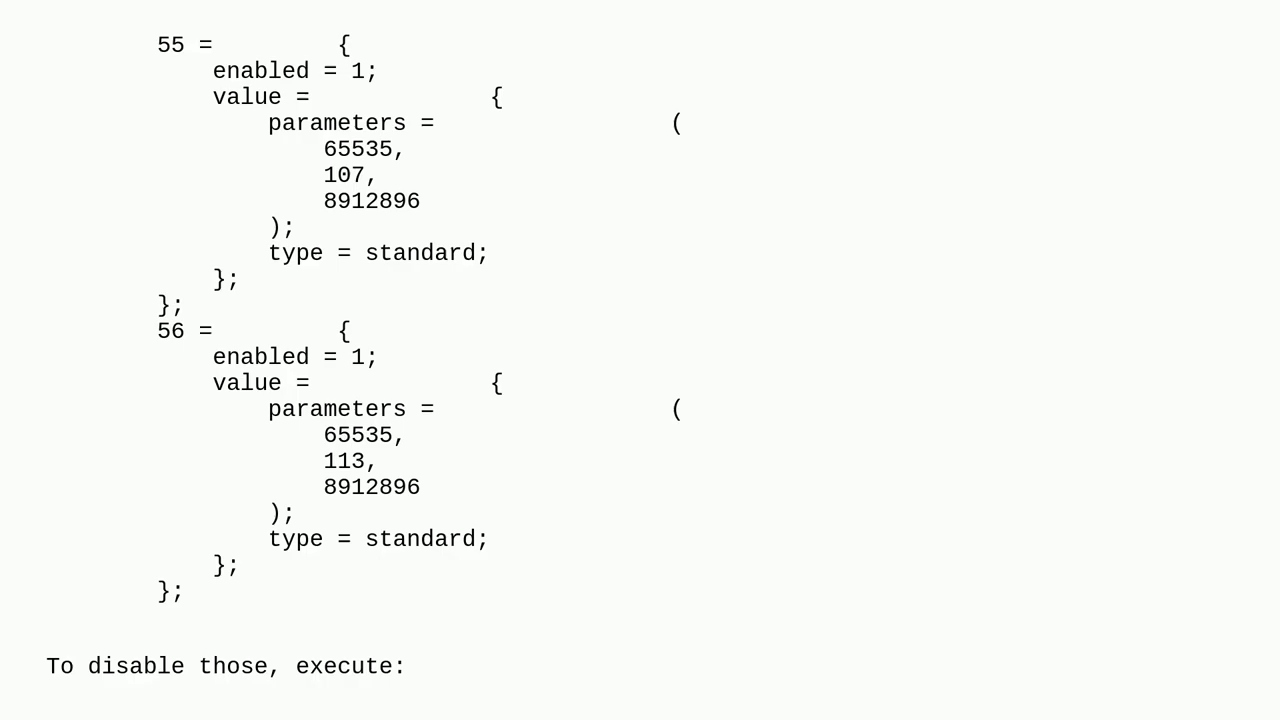 55 =         {
enabled = 1;
value =             {
parameters =                 (
65535,
107,
8912896
);
type = standard;
};
};
56 =         {
enabled = 1;
value =             {
parameters =                 (
65535,
113,
8912896
);
type = standard;
};
};
To disable those, execute: